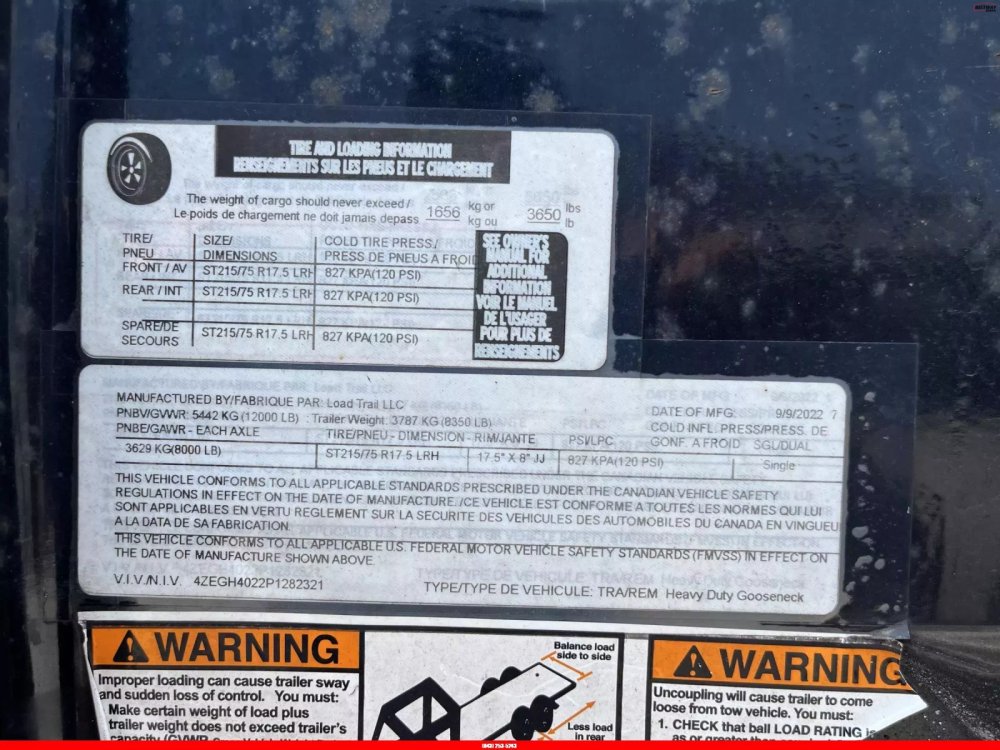 TIRE AND LOADING INFORMATION
RENSEIGNEMENTS SUR LES PNEUS ET LE CHARGEMENT
The weight of cargo should never exceed / 1656 kg or 3650 lbs
Le poids de chargement ne doit jamais depass kg ou lb
TIRE/ SIZE/ COLD TIRE PRESS./
PNEU DIMENSIONS PRESS DE PNEUS A FROI
FRONT / AV ST215/75 R17.5 LRH 827 KPA(120 PSI)
REAR / INT ST215/75 R17.5 LRH 827 KPA(120 PSI)
SPARE/DE SECOURS ST215/75 R17.5 LRH 827 KPA(120 PSI)
SEE OWNER'S
MANUAL FOR
ADDITIONAL
INFORMATION
VOIR LE MANUEL
DE L'USAGER
POUR PLUS DE
RENSEIGNEMENTS
MANUFACTURED BY/FABRIQUE PAR: Load Trail LLC DATE OF MFG: 9/9/2022 7
PNBV/GVWR: 5442 KG (12000 LB) : Trailer Weight: 3787 KG (8350 LB) COLD INFL. PRESS/PRESS. DE
PNBE/GAWR - EACH AXLE TIRE/PNEU - DIMENSION - RIM/JANTE PSI/LPC GONF. A FROID SGL/DUAL
3629 KG(8000 LB) ST215/75 R17.5 LRH 17.5" X 8" JJ 827 KPA(120 PSI) Single
THIS VEHICLE CONFORMS TO ALL APPLICABLE STANDARDS PRESCRIBED UNDER THE CANADIAN VEHICLE SAFETY
REGULATIONS IN EFFECT ON THE DATE OF MANUFACTURE./CE VEHICLE EST CONFORME A TOUTES LES NORMES QUI LUI
SONT APPLICABLES EN VERTU REGLEMENT SUR LA SECURITE DES VEHICULES DES AUTOMOBILES DU CANADA EN VINGUEU
A LA DATA DE SA FABRICATION.
THIS VEHICLE CONFORMS TO ALL APPLICABLE U.S. FEDERAL MOTOR VEHICLE SAFETY STANDARDS (FMVSS) IN EFFECT ON
THE DATE OF MANUFACTURE SHOWN ABOVE.
V.I.V./N.I.V. 4ZEGH4022P1282321 TYPE/TYPE DE VEHICULE: TRA/REM Heavy Duty Gooseneck
WARNING
Improper loading can cause trailer sway
and sudden loss of control. You must:
Make certain weight of load plus
trailer weight does not exceed trailer's
Balance load
side to side
Less load
in rear
WARNING
Uncoupling will cause trailer to come
loose from tow vehicle. You must:
1. CHECK that ball LOAD RATING is